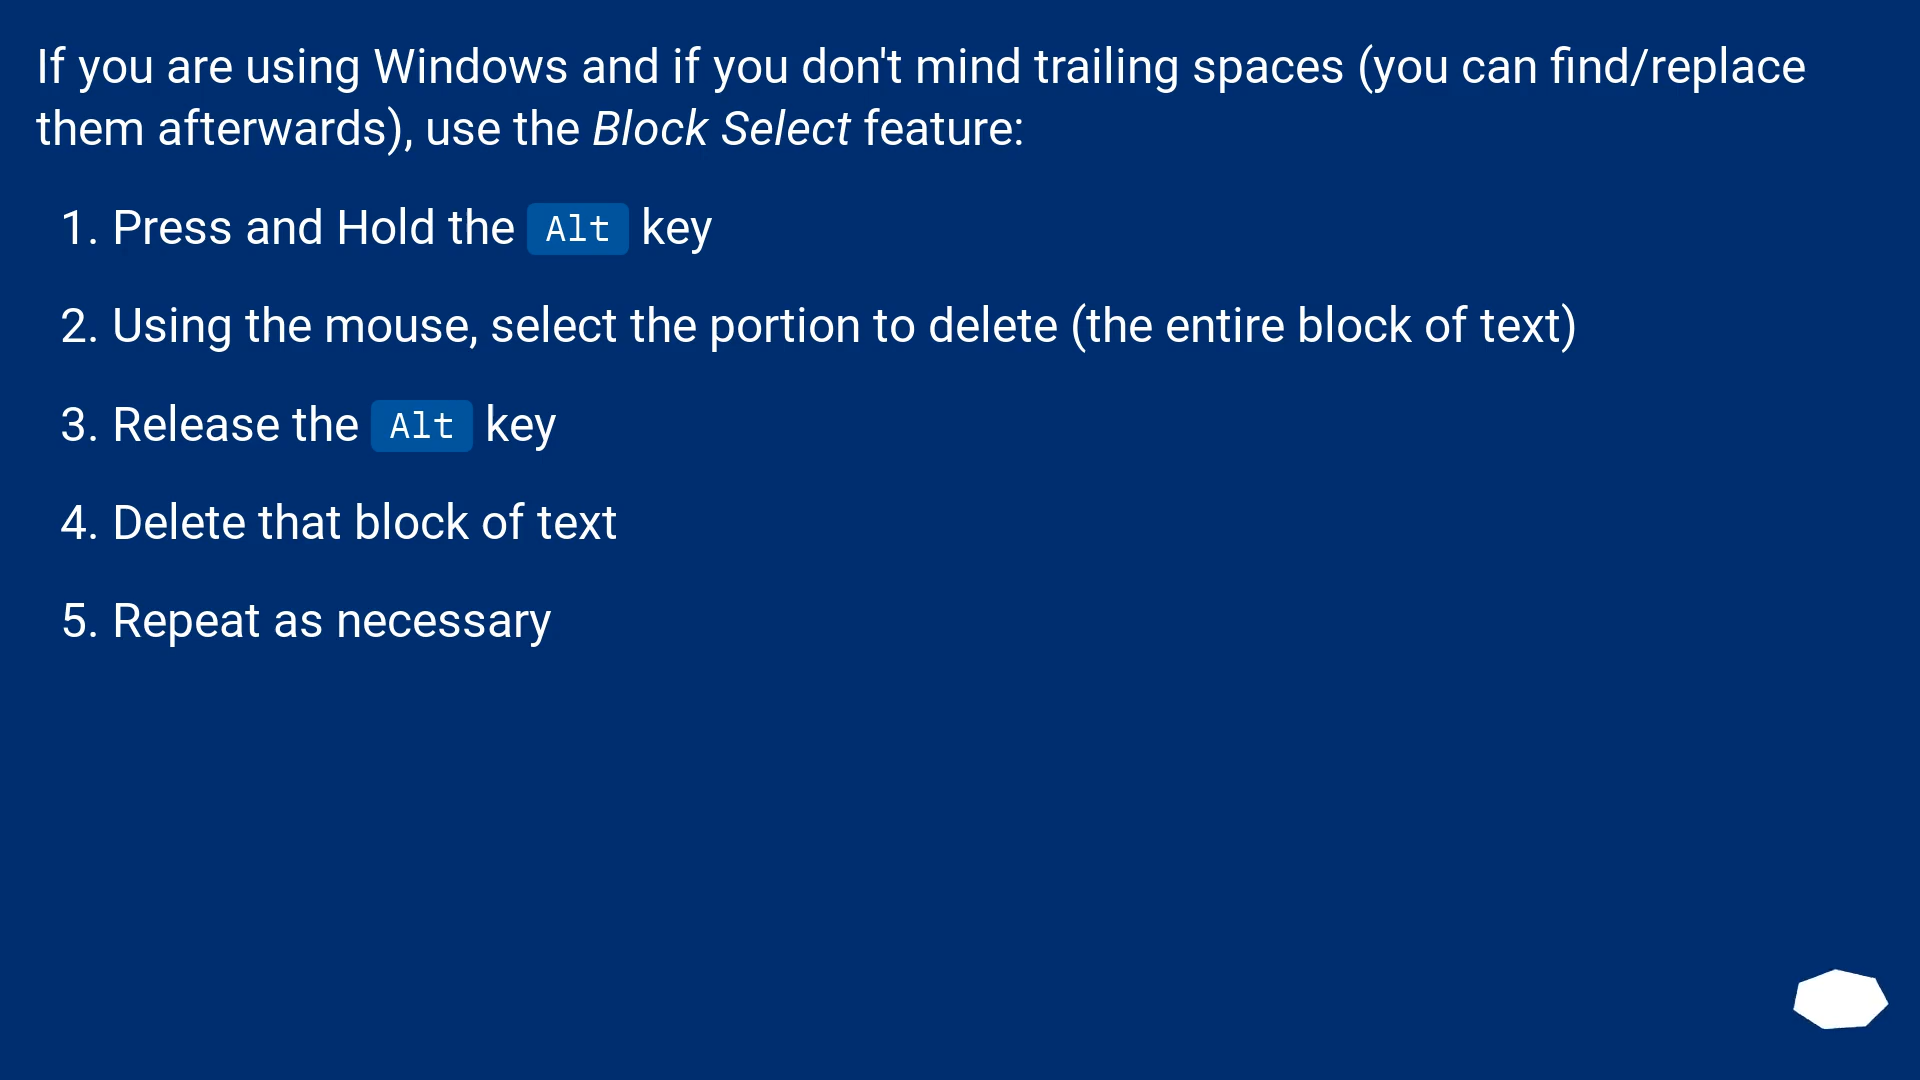 If you are using Windows and if you don't mind trailing spaces (you can find/replace
them afterwards), use the Block Select feature:
1. Press and Hold the Alt key
2. Using the mouse, select the portion to delete (the entire block of text)
3. Release the Alt key
4. Delete that block of text
5. Repeat as necessary